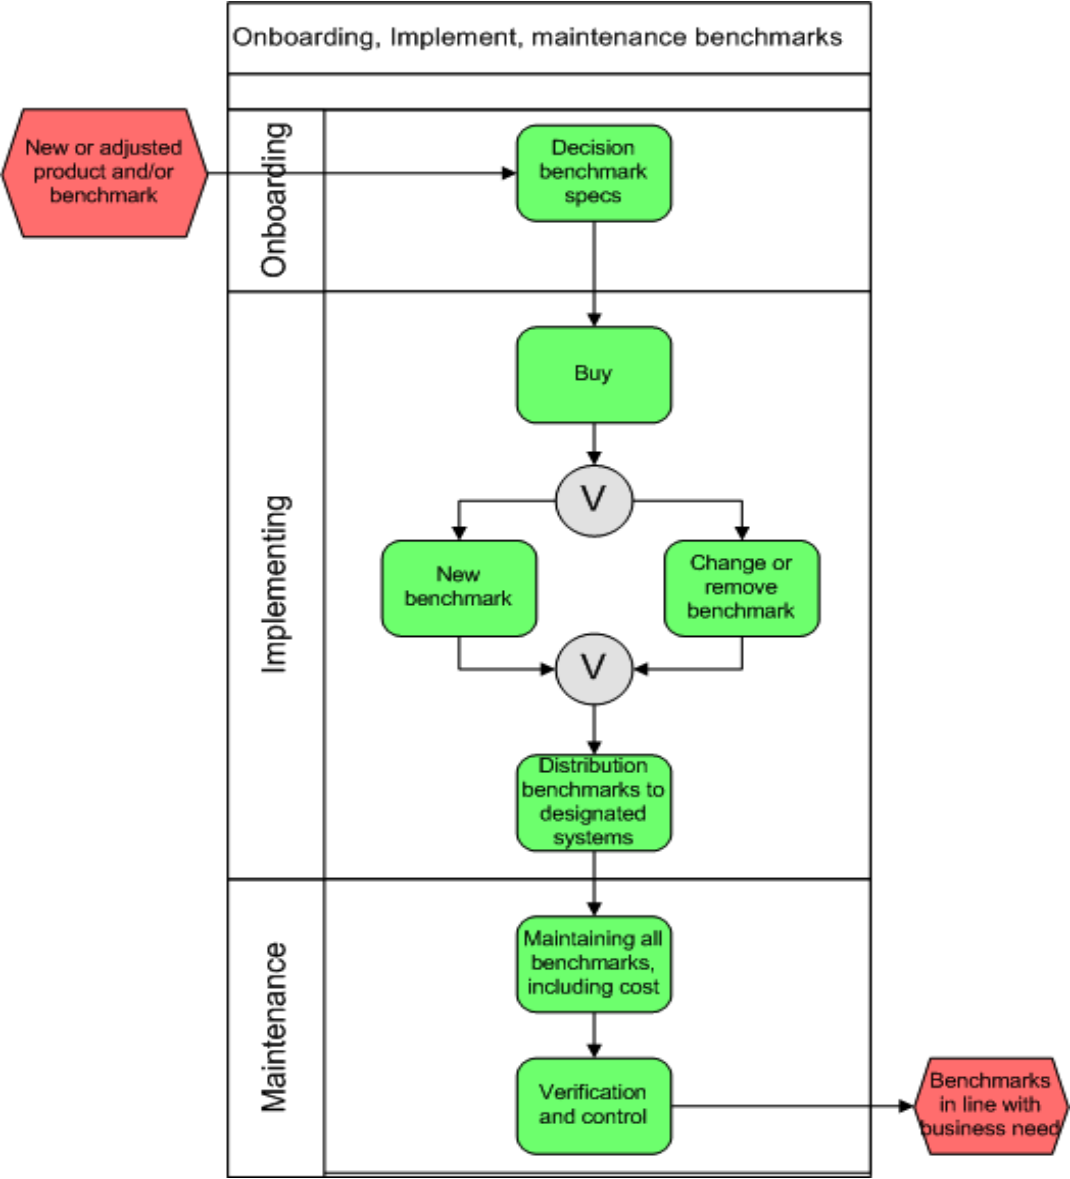 Onboarding, Implement, maintenance benchmarks
New or adjusted
product and/or
benchmark
Onboarding
Decision
benchmark
specs
Implementing
Buy
V
New
benchmark
Change or
remove
benchmark
V
Distribution
benchmarks to
designated
systems
Maintenance
Maintaining all
benchmarks,
including cost
Verification
and control
Benchmarks
in line with
business need